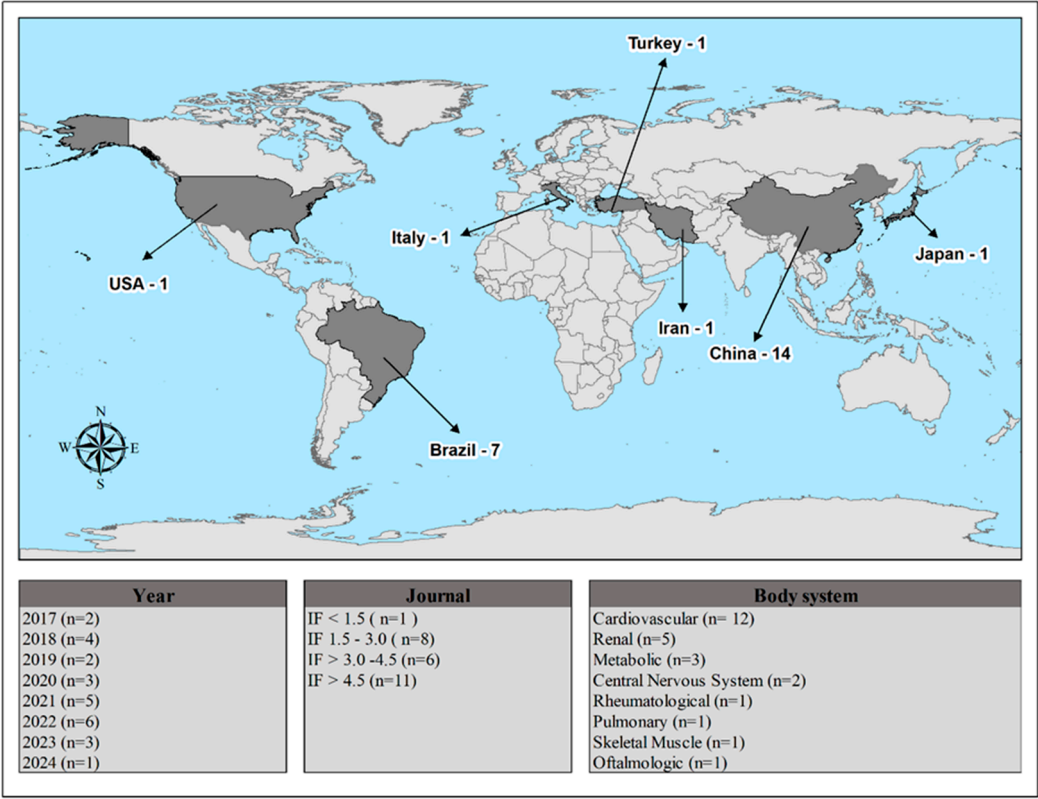 Turkey - 1
Italy - 1
Japan - 1
USA - 1
Iran - 1
China - 14
Brazil - 7
N
W E
S
Year
2017 (n=2)
2018 (n=4)
2019 (n=2)
2020 (n=3)
2021 (n=5)
2022 (n=6)
2023 (n=3)
2024 (n=1)
Journal
IF < 1.5 ( n=1 )
IF 1.5 - 3.0 ( n=8)
IF > 3.0 -4.5 (n=6)
IF > 4.5 (n=11)
Body system
Cardiovascular (n= 12)
Renal (n=5)
Metabolic (n=3)
Central Nervous System (n=2)
Rheumatological (n=1)
Pulmonary (n=1)
Skeletal Muscle (n=1)
Oftalmologic (n=1)